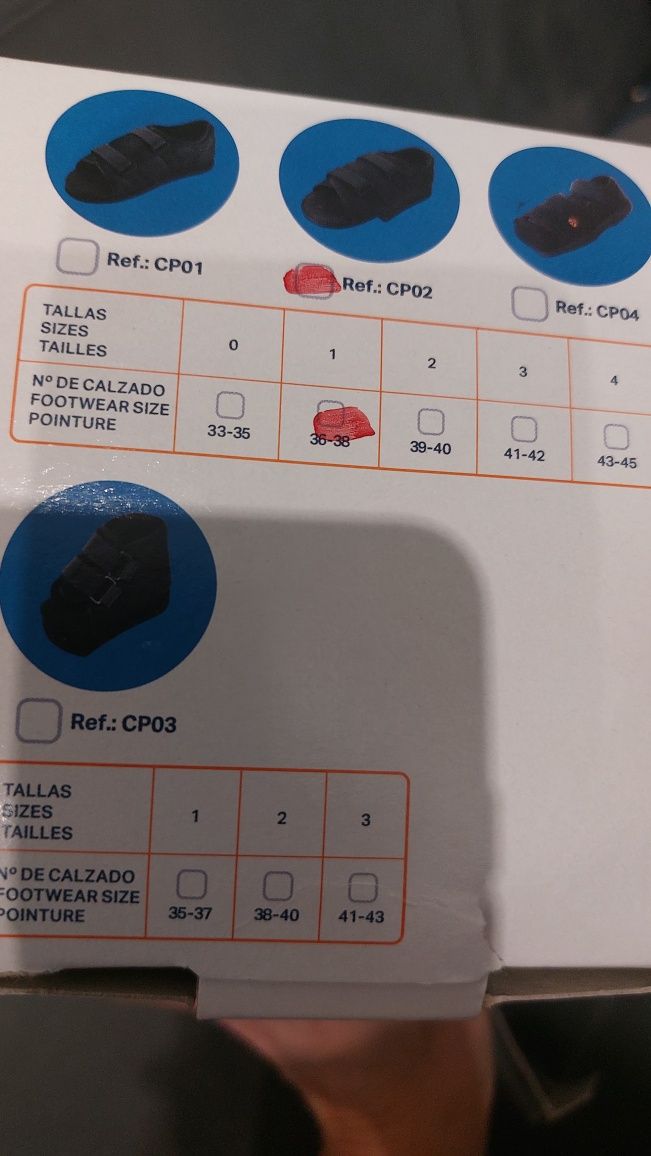 Ref.: CP01
Ref.: CP02
Ref.: CP04
TALLAS
SIZES
TAILLES
0
1
2
3
4
Nº DE CALZADO
FOOTWEAR SIZE
POINTURE
33-35
36-38
39-40
41-42
43-45
Ref.: CP03
TALLAS
SIZES
TAILLES
1
2
3
Nº DE CALZADO
FOOTWEAR SIZE
POINTURE
35-37
38-40
41-43